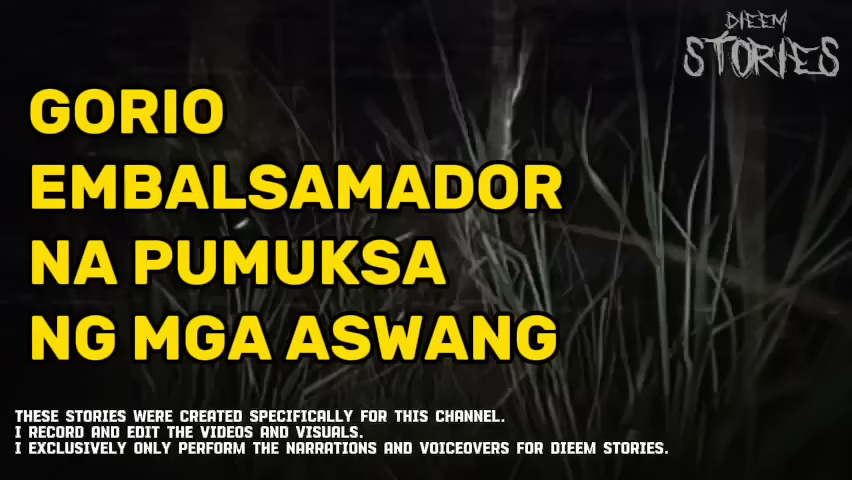 DIEEM
STORIES
GORIO
EMBALSAMADOR
NA PUMUKSA
NG MGA ASWANG
THESE STORIES WERE CREATED SPECIFICALLY FOR THIS CHANNEL.
I RECORD AND EDIT THE VIDEOS AND VISUALS.
I EXCLUSIVELY ONLY PERFORM THE NARRATIONS AND VOICEOVERS FOR DIEEM STORIES.